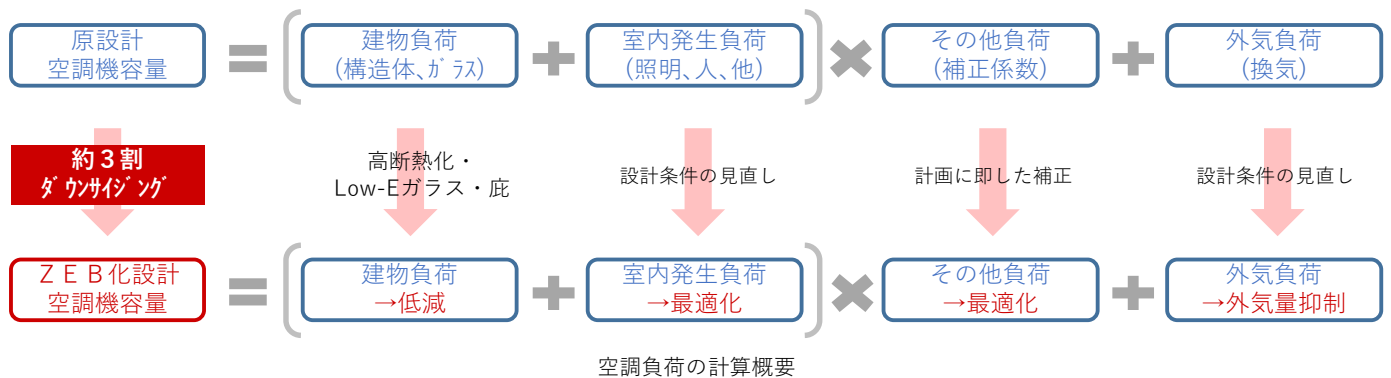 原設計
空調機容量
＝
(
建物負荷
(構造体、ｶﾞﾗｽ)
＋
室内発生負荷
(照明、人、他)
)
×
その他負荷
(補正係数)
＋
外気負荷
(換気)
約３割
ﾀﾞｳﾝｻｲｼﾞﾝｸﾞ
高断熱化・
Low-Eガラス・庇
設計条件の見直し
計画に即した補正
設計条件の見直し
ＺＥＢ化設計
空調機容量
＝
(
建物負荷
→低減
＋
室内発生負荷
→最適化
)
×
その他負荷
→最適化
＋
外気負荷
→外気量抑制
空調負荷の計算概要